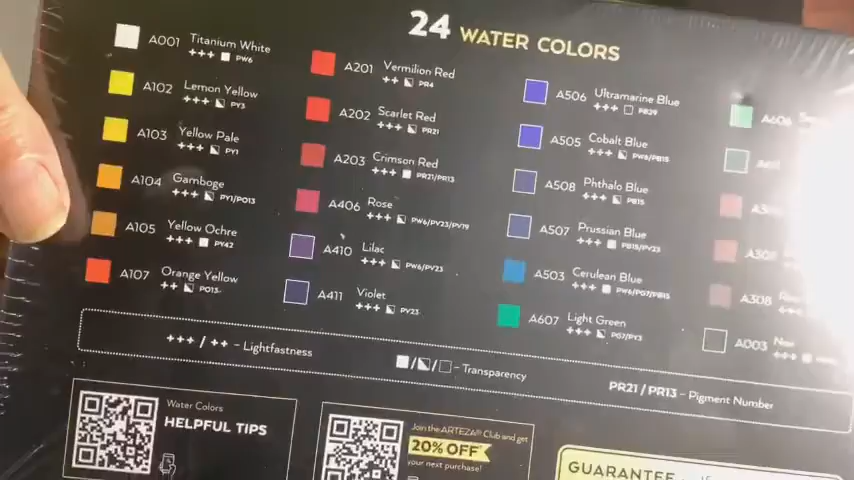 24 WATER COLORS
A001 Titanium White
+++ PW6
A102 Lemon Yellow
+++ PY3
A103 Yellow Pale
+++ PY1
A104 Gamboge
+++ PY1/PO13
A105 Yellow Ochre
+++ PY42
A107 Orange Yellow
++ PO13
A201 Vermilion Red
++ PR4
A202 Scarlet Red
+++ PR21
A203 Crimson Red
+++ PR21/PR13
A406 Rose
+++ PW6/PV23/PV19
A410 Lilac
+++ PW6/PV23
A411 Violet
+++ PV23
A506 Ultramarine Blue
+++ PB29
A505 Cobalt Blue
+++ PW6/PB15
A508 Phthalo Blue
+++ PB15
A507 Prussian Blue
+++ PB15/PV23
A503 Cerulean Blue
+++ PW6/PG7/PB15
A607 Light Green
+++ PG7/PY3
A606
A308
A003
+++
+++ / ++ - Lightfastness
- Transparency
PR21 / PR13 - Pigment Number
Water Colors
HELPFUL TIPS
Join the ARTEZA® Club and get
20% OFF
your next purchase!
GUARANTEE